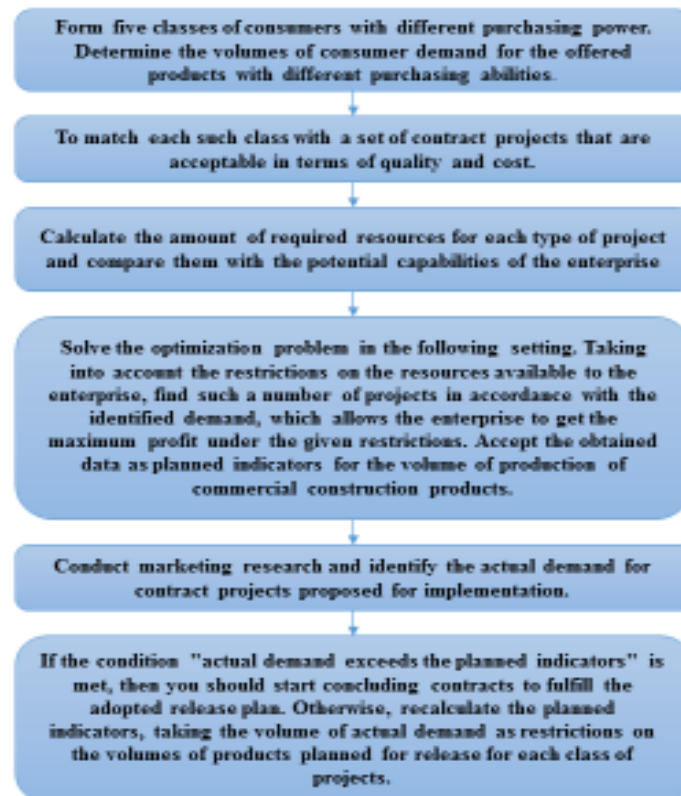 Form five classes of consumers with different purchasing power.
Determine the volumes of consumer demand for the offered
products with different purchasing abilities.
To match each such class with a set of contract projects that are
acceptable in terms of quality and cost.
Calculate the amount of required resources for each type of project
and compare them with the potential capabilities of the enterprise
Solve the optimization problem in the following setting. Taking
into account the restrictions on the resources available to the
enterprise, find such a number of projects in accordance with the
identified demand, which allows the enterprise to get the
maximum profit under the given restrictions. Accept the obtained
data as planned indicators for the volume of production of
commercial construction products.
Conduct marketing research and identify the actual demand for
contract projects proposed for implementation.
If the condition "actual demand exceeds the planned indicators" is
met, then you should start concluding contracts to fulfill the
adopted release plan. Otherwise, recalculate the planned
indicators, taking the volume of actual demand as restrictions on
the volumes of products planned for release for each class of
projects.